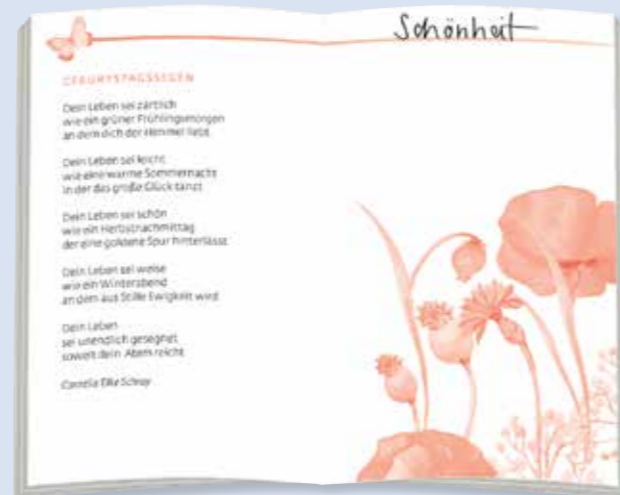 Schönheit
GEBURTSTAGSSEGEN
Dein Leben sei zärtlich
wie ein grüner Frühlingsmorgen
an dem dich der Himmel liebt
Dein Leben sei leicht
wie eine warme Sommernacht
in der das große Glück tanzt
Dein Leben sei schön
wie ein Herbstnachmittag
der eine goldene Spur hinterlässt
Dein Leben sei weise
wie ein Winterabend
an dem aus Stille Ewigkeit wird
Dein Leben
sei unendlich gesegnet
soweit dein Atem reicht
Cornelia Elke Schray